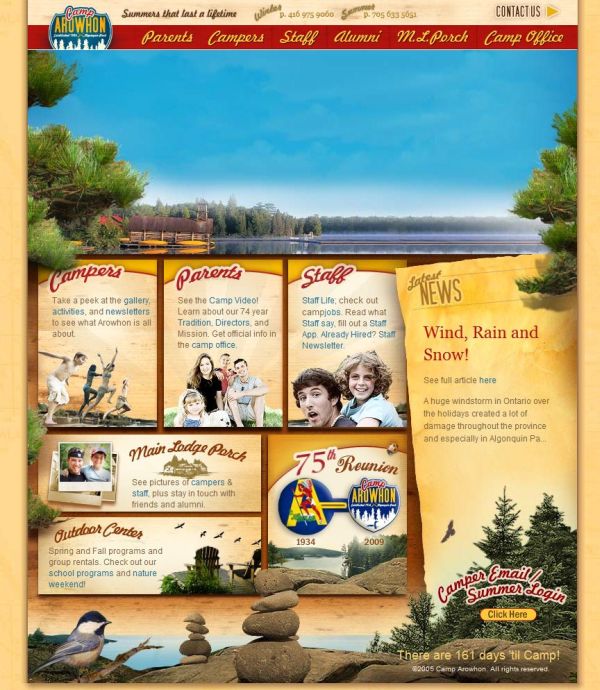 Camp
AROWHON
Summers that last a lifetime
Winter
p. 416 975 9060
Summer
p. 705 633 5651
CONTACT US
Parents
Campers
Staff
Alumni
M.L.Porch
Camp Office
Campers
Take a peek at the gallery,
activities, and newsletters
to see what Arowhon is all
about.
Parents
See the Camp Video!
Learn about our 74 year
Tradition, Directors, and
Mission. Get official info in
the camp office.
Staff
Staff Life, check out
campjobs. Read what
Staff say, fill out a Staff
App. Already Hired? Staff
Newsletter.
Latest
NEWS
Wind, Rain and
Snow!
See full article here
A huge windstorm in Ontario over
the holidays created a lot of
damage throughout the province
and especially in Algonquin Pa...
Main Lodge Porch
See pictures of campers &
staff, plus stay in touch with
friends and alumni.
75th Reunion
A
Camp
AROWHON
1934
2009
Outdoor Center
Spring and Fall programs and
group rentals. Check out our
school programs and nature
weekend!
Camper Email /
Summer Login
Click Here
There are 161 days 'til Camp!
©2005 Camp Arowhon. All rights reserved.